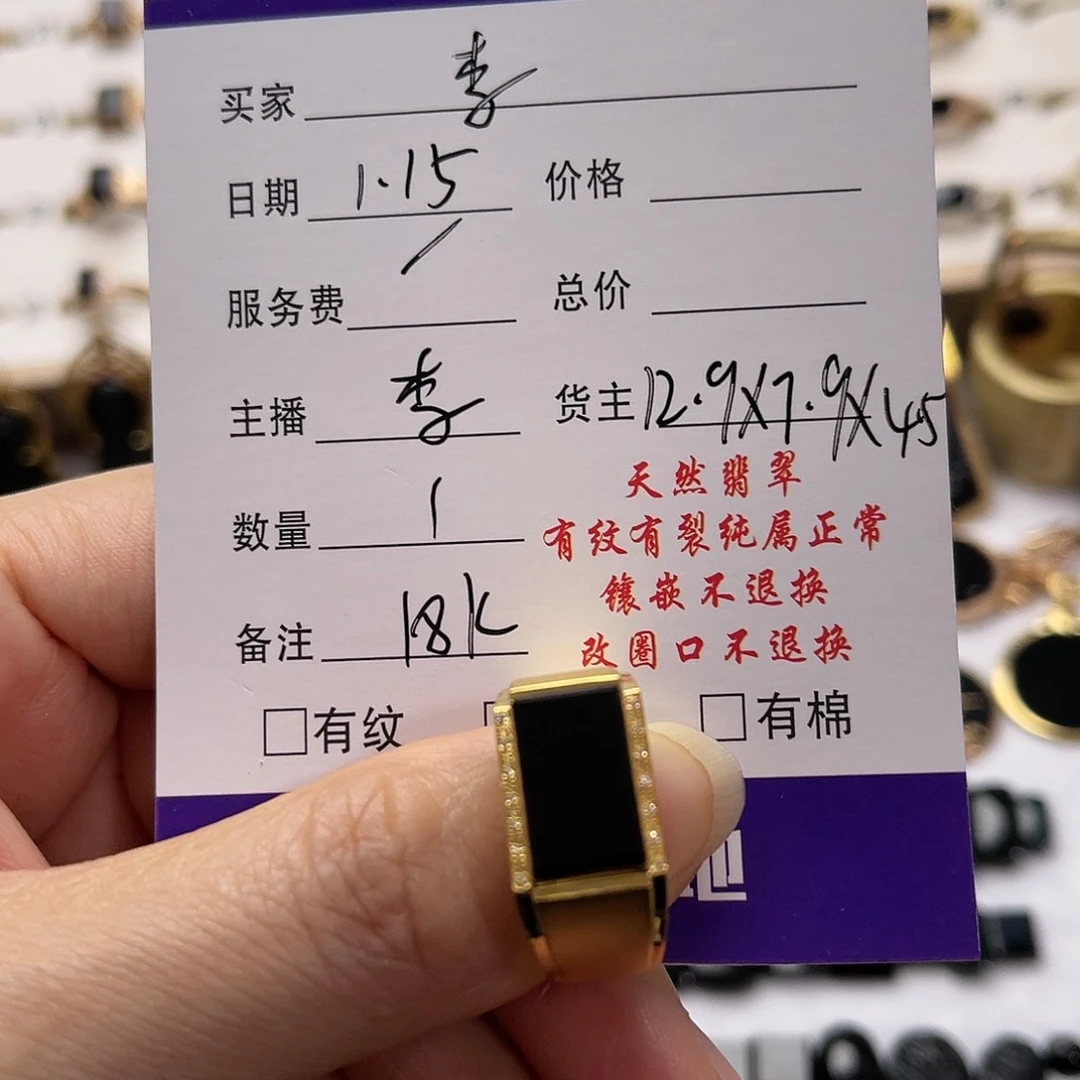 买家 李
日期 1.15 价格
服务费 / 总价
主播 李 货主 12.9X7.9X4.5
天然翡翠
数量 1
有纹有裂纯属正常
镶嵌不退换
备注 18K
改圈口不退换
□有纹 □有棉